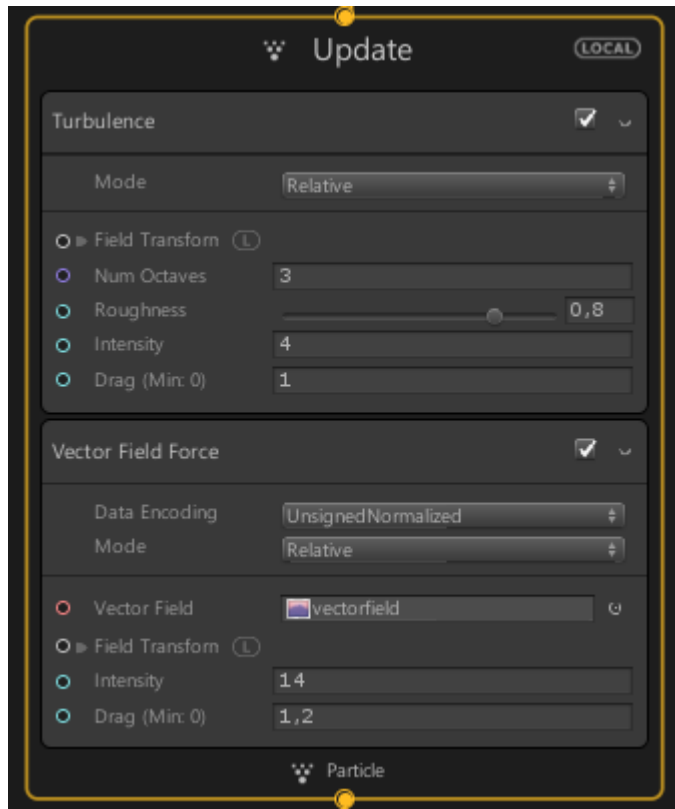 Update
LOCAL
Turbulence
Mode Relative
Field Transforn L
Num Octaves 3
Roughness 0,8
Intensity 4
Drag (Min: 0) 1
Vector Field Force
Data Encoding UnsignedNormalized
Mode Relative
Vector Field vectorfield
Field Transforn L
Intensity 14
Drag (Min: 0) 1,2
Particle